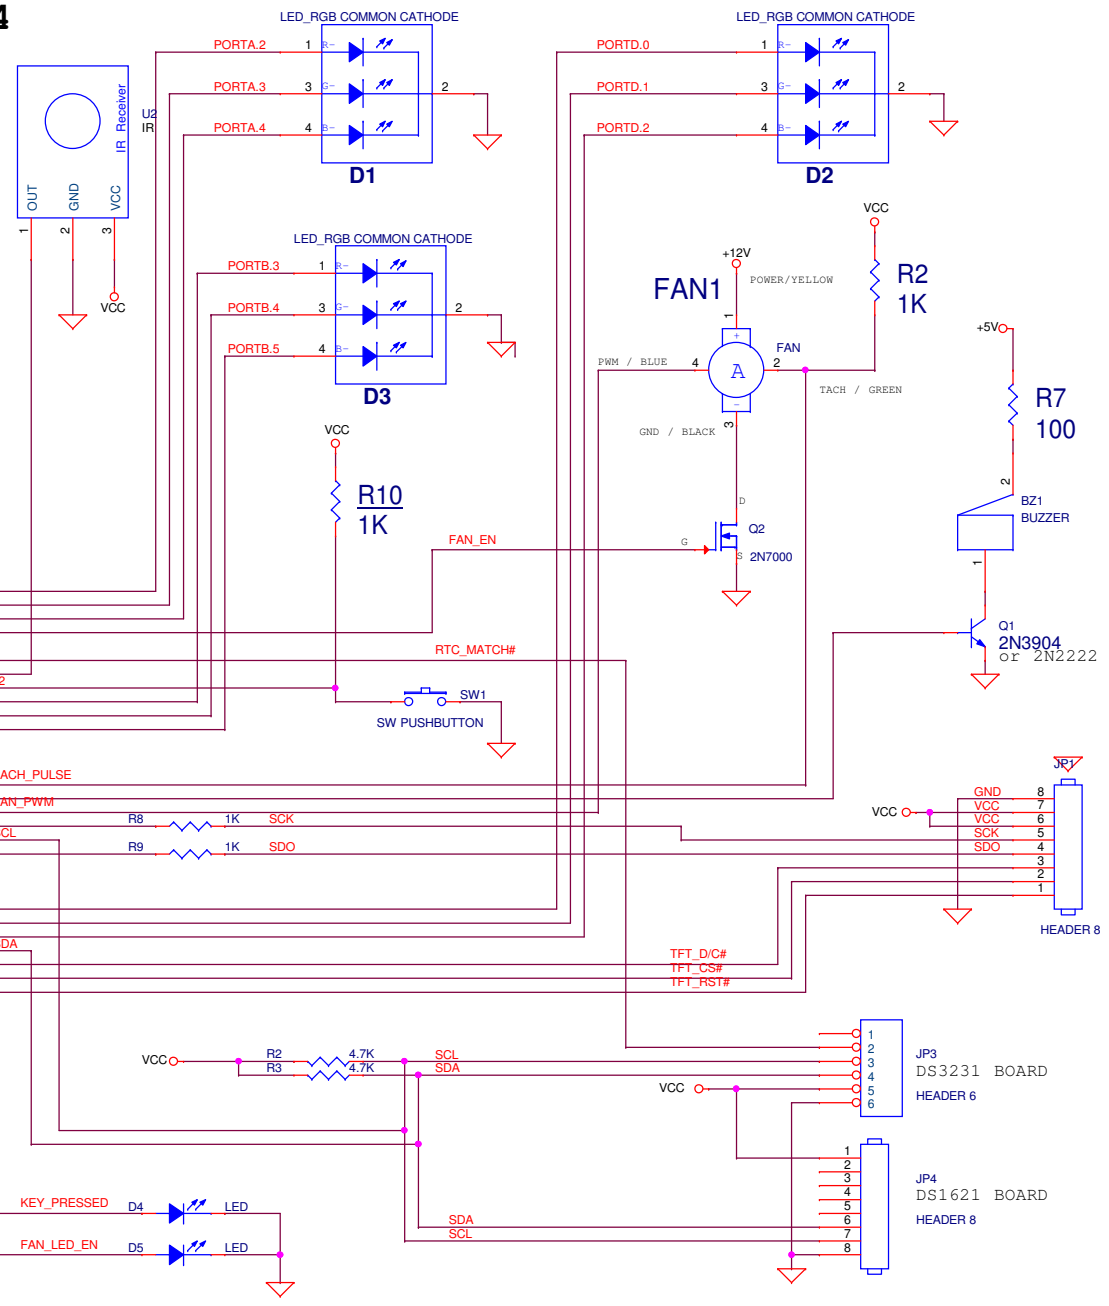 4
LED_RGB COMMON CATHODE
PORTA.2 1 R-
PORTA.3 3 G- 2
PORTA.4 4 B-
D1
LED_RGB COMMON CATHODE
PORTD.0 1 R-
PORTD.1 3 G- 2
PORTD.2 4 B-
D2
IR Receiver
U2
IR
OUT GND VCC
1 2 3
VCC
LED_RGB COMMON CATHODE
PORTB.3 1 R-
PORTB.4 3 G- 2
PORTB.5 4 B-
D3
VCC
R2
1K
+12V
POWER/YELLOW
FAN1
1
+
FAN
PWM / BLUE 4 A 2
TACH / GREEN
-
GND / BLACK 3
+5V
R7
100
2
BZ1
BUZZER
1
VCC
R10
1K
D
Q2
FAN_EN G
S 2N7000
Q1
2N3904
or 2N2222
RTC_MATCH#
2
SW1
SW PUSHBUTTON
ACH_PULSE
AN_PWM
R8 1K SCK
CL
R9 1K SDO
JP1
GND 8
VCC VCC 7
VCC 6
SCK 5
SDO 4
3
2
1
HEADER 8
DA
TFT_D/C#
TFT_CS#
TFT_RST#
VCC R2 4.7K SCL
R3 4.7K SDA
VCC
1
2
3
4
5
6
JP3
DS3231 BOARD
HEADER 6
1
2
3
4
5
SDA 6
SCL 7
8
JP4
DS1621 BOARD
HEADER 8
KEY_PRESSED D4 LED
FAN_LED_EN D5 LED